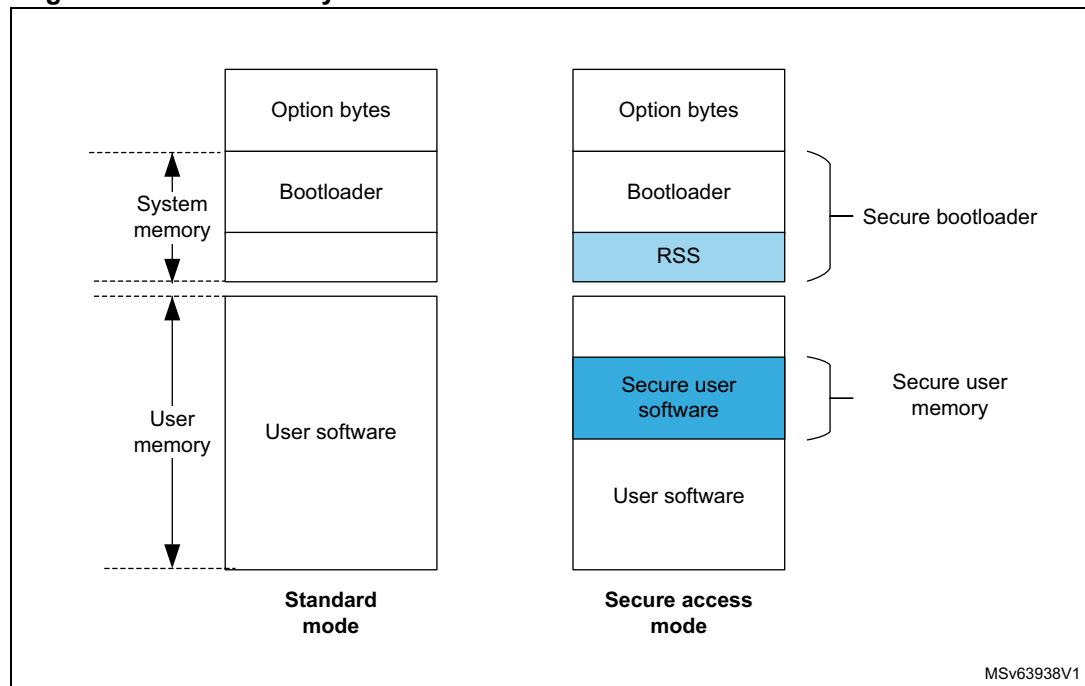 Option bytes
Option bytes
Bootloader
Bootloader
System
memory
Secure bootloader
RSS
Secure user
software
Secure user
memory
User
memory
User software
User software
Standard
mode
Secure access
mode
MSv63938V1